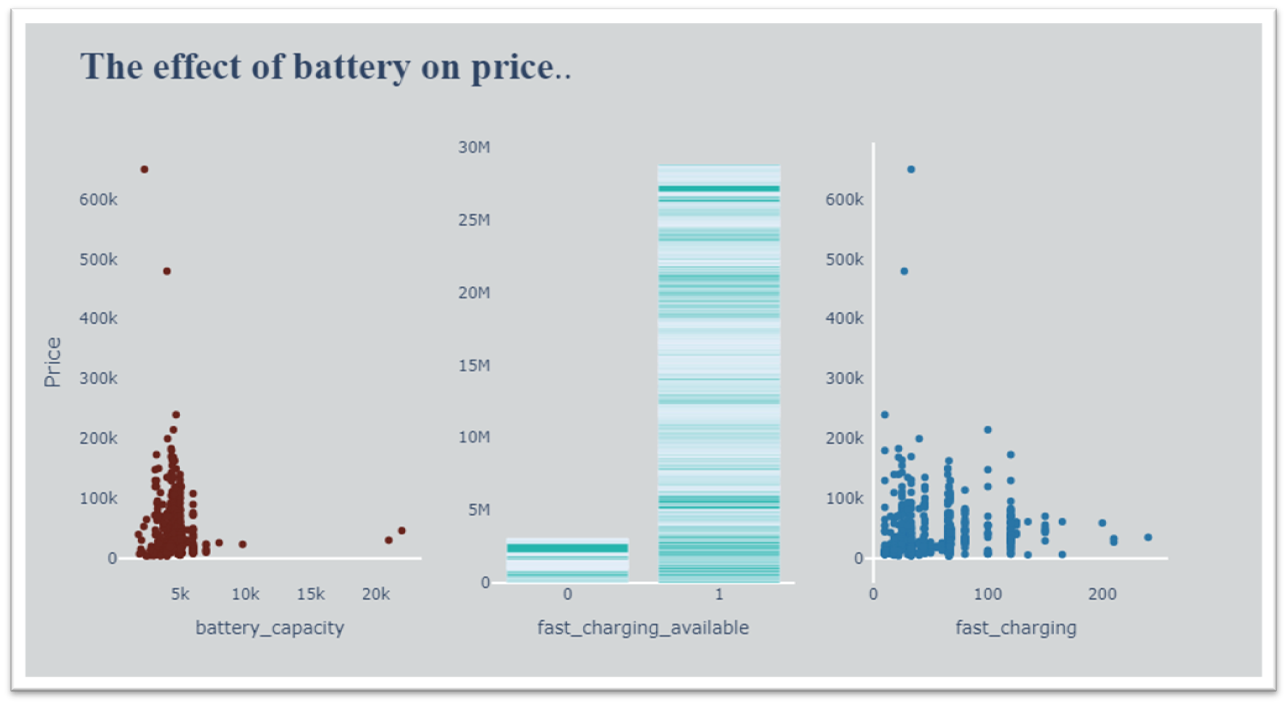 The effect of battery on price..
Price
600k
500k
400k
300k
200k
100k
0
5k 10k 15k 20k
battery_capacity
30M
25M
20M
15M
10M
5M
0
0 1
fast_charging_available
600k
500k
400k
300k
200k
100k
0
0 100 200
fast_charging